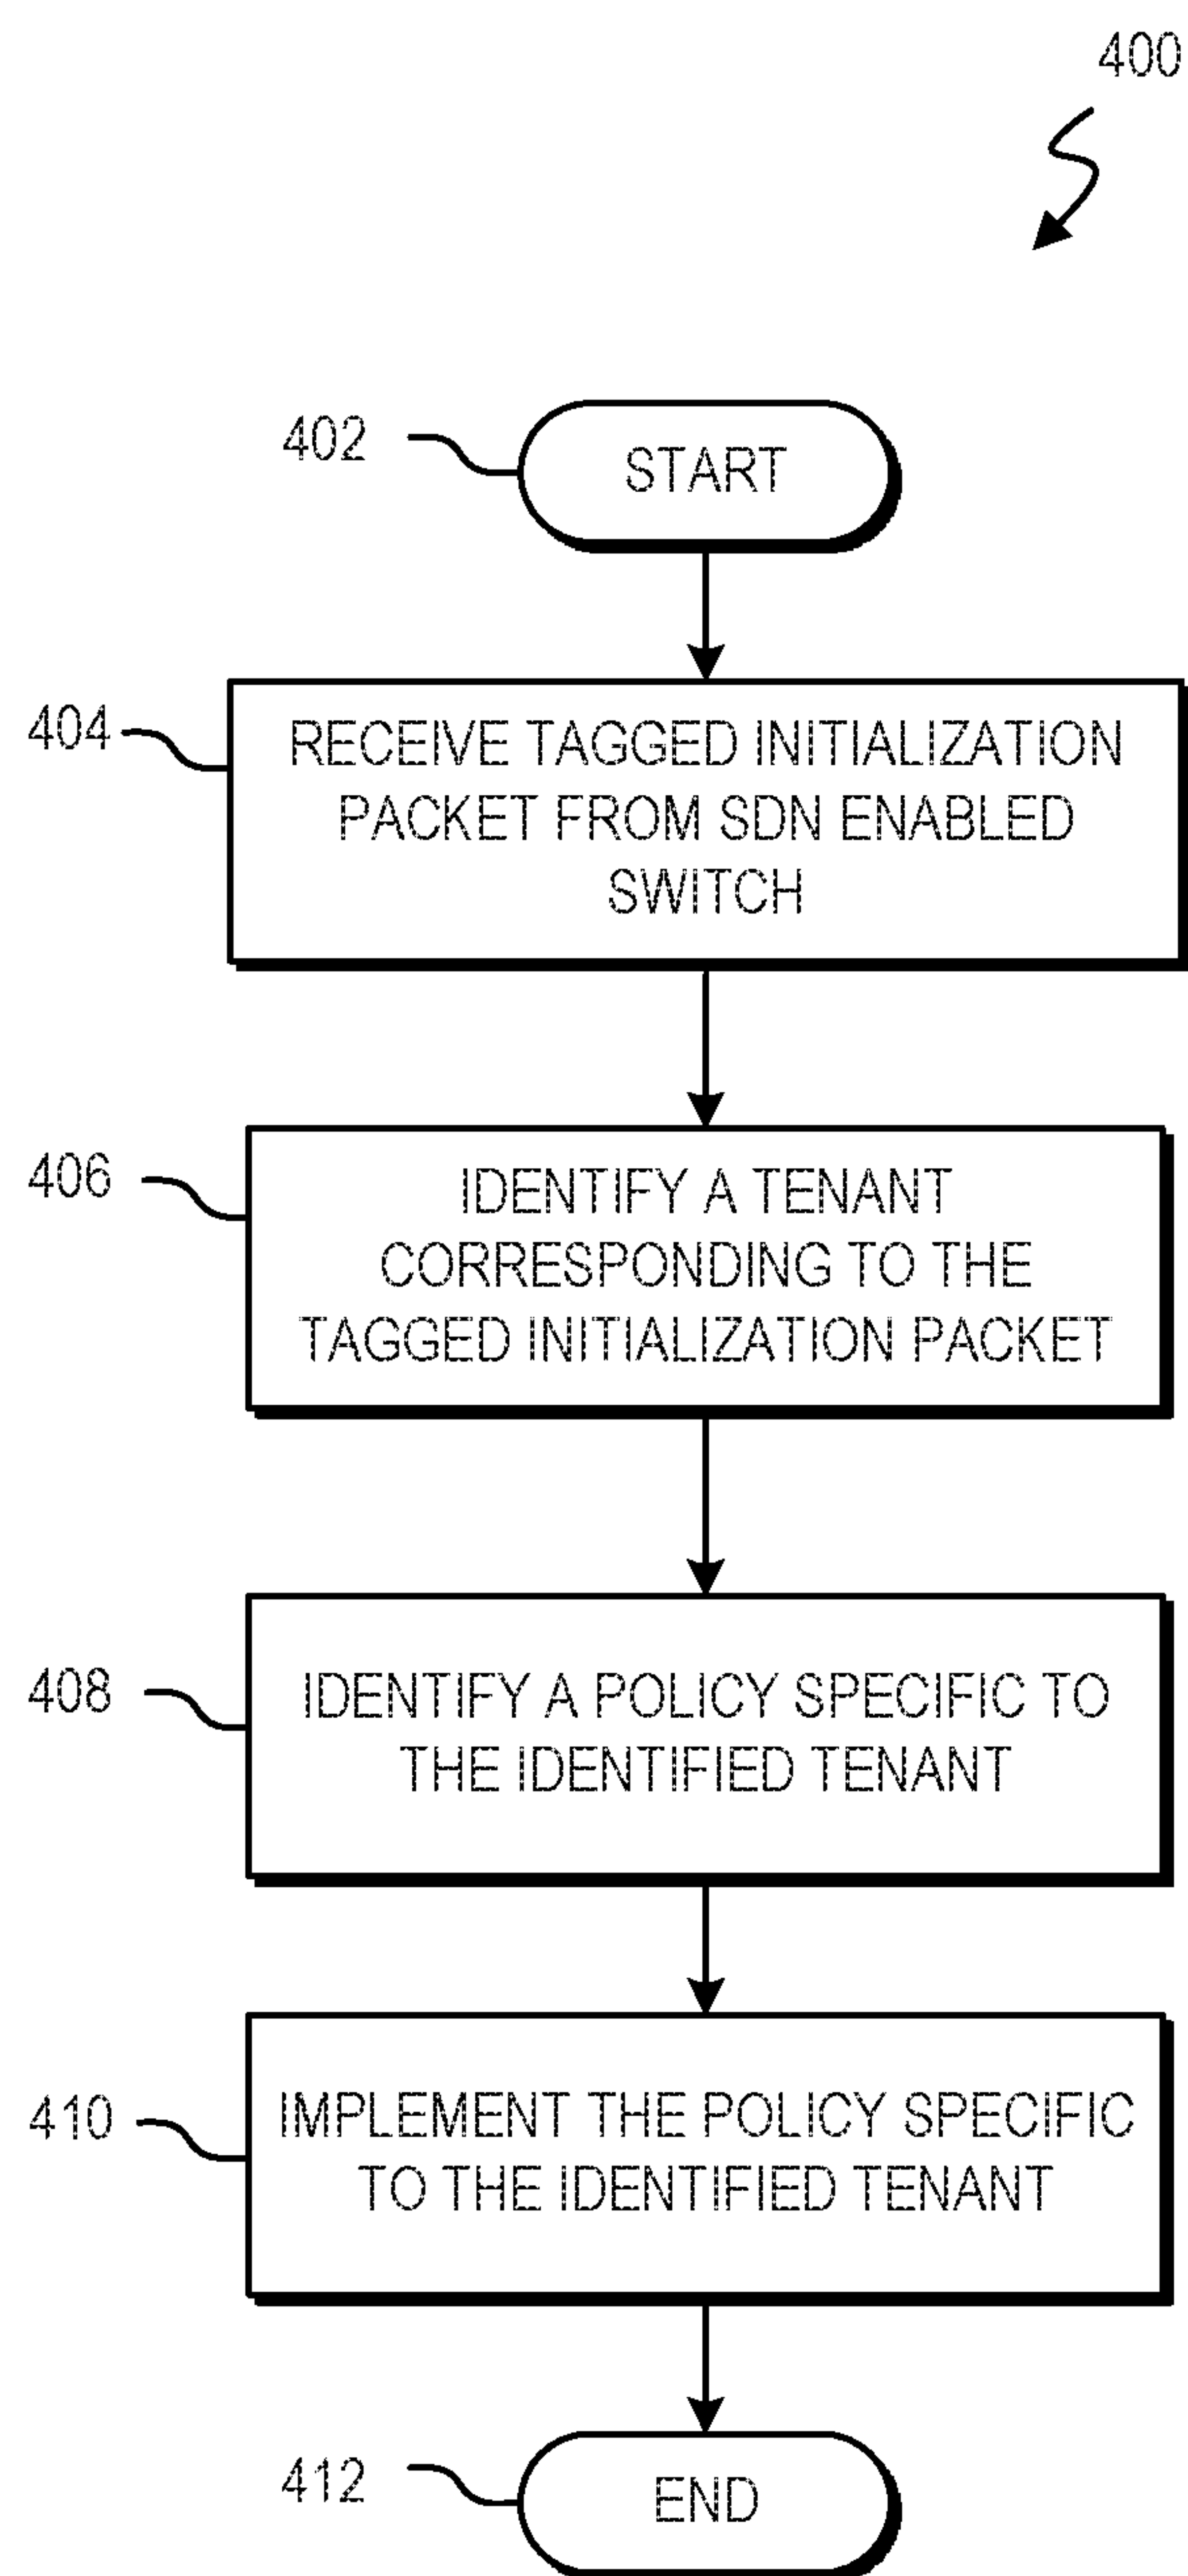 400
402
START
404
RECEIVE TAGGED INITIALIZATION
PACKET FROM SDN ENABLED
SWITCH
406
IDENTIFY A TENANT
CORRESPONDING TO THE
TAGGED INITIALIZATION PACKET
408
IDENTIFY A POLICY SPECIFIC TO
THE IDENTIFIED TENANT
410
IMPLEMENT THE POLICY SPECIFIC
TO THE IDENTIFIED TENANT
412
END